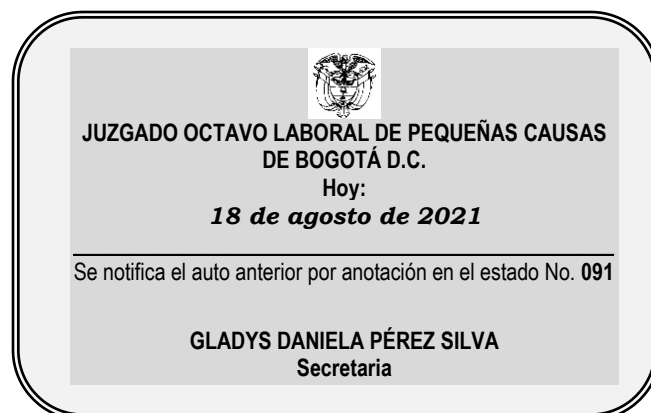 JUZGADO OCTAVO LABORAL DE PEQUEÑAS CAUSAS
DE BOGOTÁ D.C.
Hoy:
18 de agosto de 2021
Se notifica el auto anterior por anotación en el estado No. 091
GLADYS DANIELA PÉREZ SILVA
Secretaria